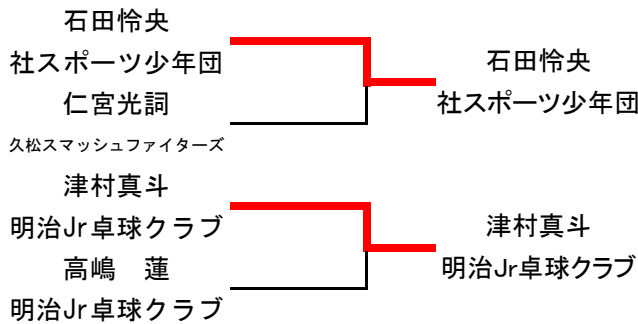 石田怜央
社スポーツ少年団
仁宮光詞
久松スマッシュファイターズ
石田怜央
社スポーツ少年団
津村真斗
明治Jr卓球クラブ
高嶋　蓮
明治Jr卓球クラブ
津村真斗
明治Jr卓球クラブ